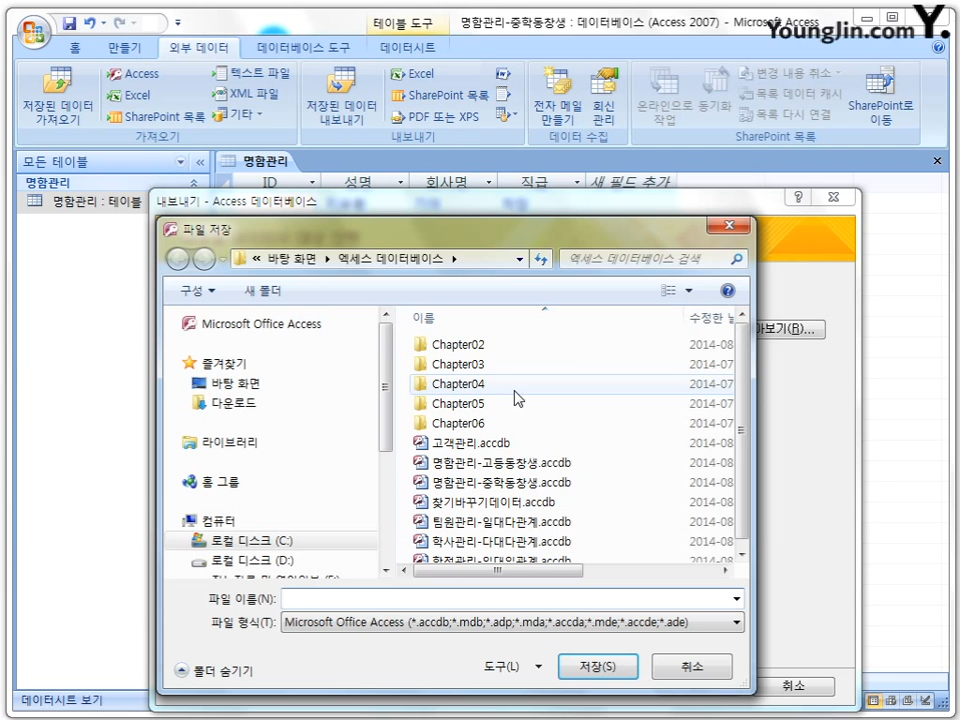 테이블 도구
명함관리-중학동창생 : 데이터베이스 (Access 2007) - Microsoft Access
YoungJin.com Y.
홈 만들기 외부 데이터 데이터베이스 도구 데이터시트
저장된 데이터 가져오기
Access
Excel
SharePoint 목록
텍스트 파일
XML 파일
기타
가져오기
저장된 데이터 내보내기
Excel
SharePoint 목록
PDF 또는 XPS
내보내기
전자 메일 만들기
회신 관리
데이터 수집
온라인으로 작업
동기화
변경 내용 취소
목록 데이터 캐시
목록 다시 연결
SharePoint로 이동
SharePoint 목록
모든 테이블
명함관리
명함관리 : 테이블
명함관리
ID 성명 회사명 직급 새 필드 추가
내보내기 - Access 데이터베이스
파일 저장
« 바탕 화면 엑세스 데이터베이스
엑세스 데이터베이스 검색
구성 새 폴더
Microsoft Office Access
즐겨찾기
바탕 화면
다운로드
라이브러리
홈 그룹
컴퓨터
로컬 디스크 (C:)
로컬 디스크 (D:)
이름 수정한 날
Chapter02 2014-08
Chapter03 2014-07
Chapter04 2014-07
Chapter05 2014-07
Chapter06 2014-07
고객관리.accdb 2014-08
명함관리-고등동창생.accdb 2014-08
명함관리-중학동창생.accdb 2014-08
찾기바꾸기데이터.accdb 2014-08
팀원관리-일대다관계.accdb 2014-08
학사관리-다대다관계.accdb 2014-08
학적관리-일대일관계.accdb 2014-08
파일 이름(N):
파일 형식(T): Microsoft Office Access (*.accdb;*.mdb;*.adp;*.mda;*.accda;*.mde;*.accde;*.ade)
폴더 숨기기
도구(L) 저장(S) 취소
아보기(R)...
취소
데이터시트 보기